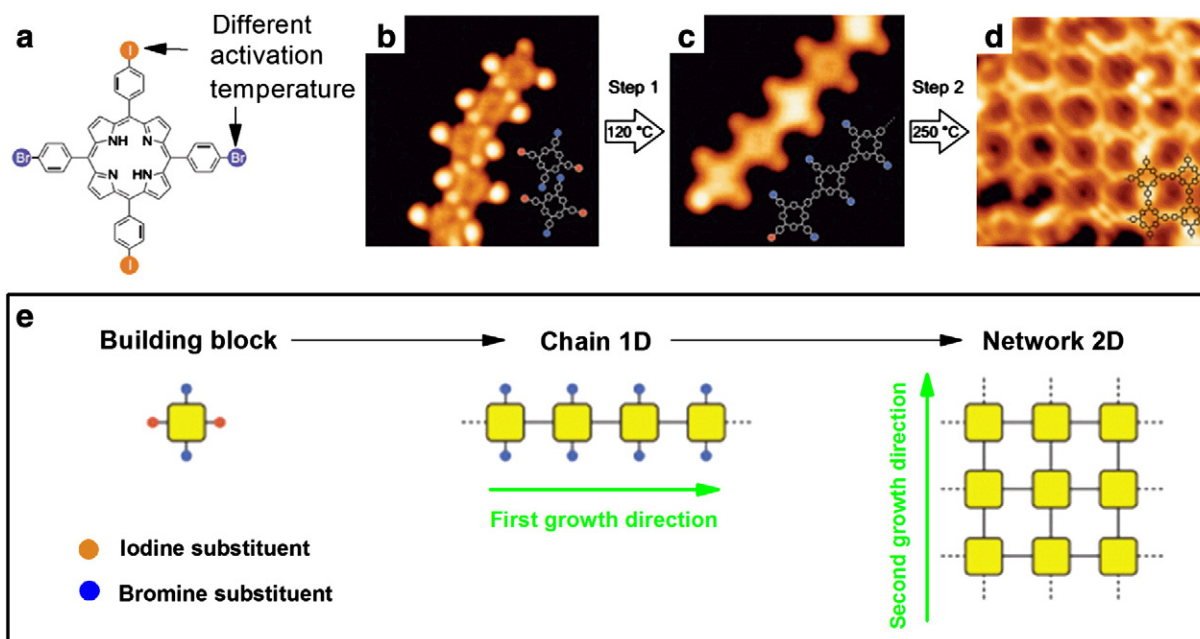 a
I
Different
activation
temperature
Br
NH
N
N
HN
Br
I
b
Step 1
120 °C
c
Step 2
250 °C
d
e
Building block
Chain 1D
Network 2D
First growth direction
Second growth direction
Iodine substituent
Bromine substituent